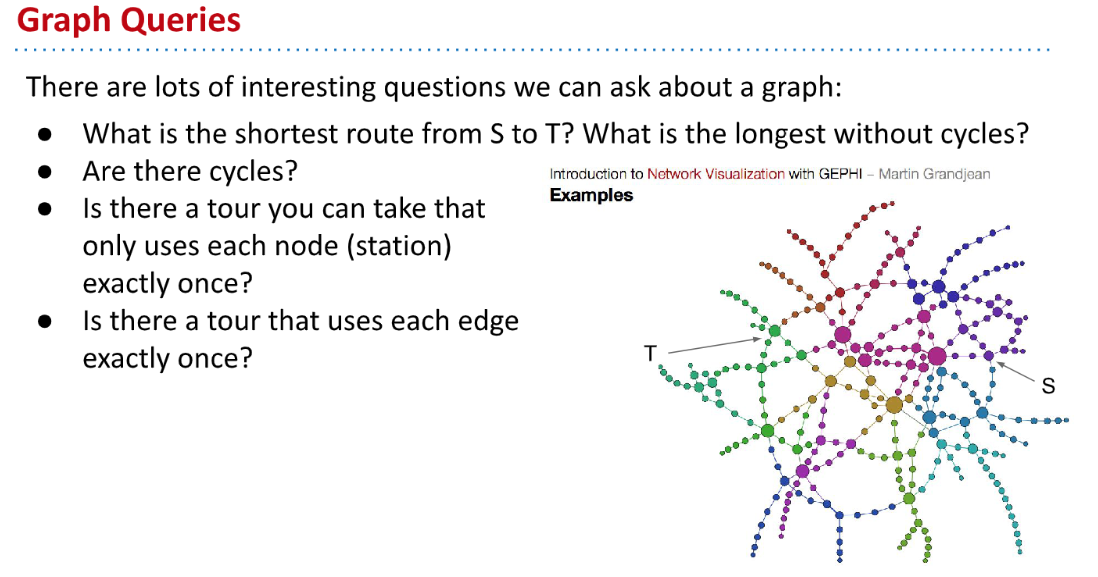 Graph Queries
There are lots of interesting questions we can ask about a graph:
● What is the shortest route from S to T? What is the longest without cycles?
● Are there cycles?
● Is there a tour you can take that
only uses each node (station)
exactly once?
● Is there a tour that uses each edge
exactly once?
Introduction to Network Visualization with GEPHI – Martin Grandjean
Examples
T
S